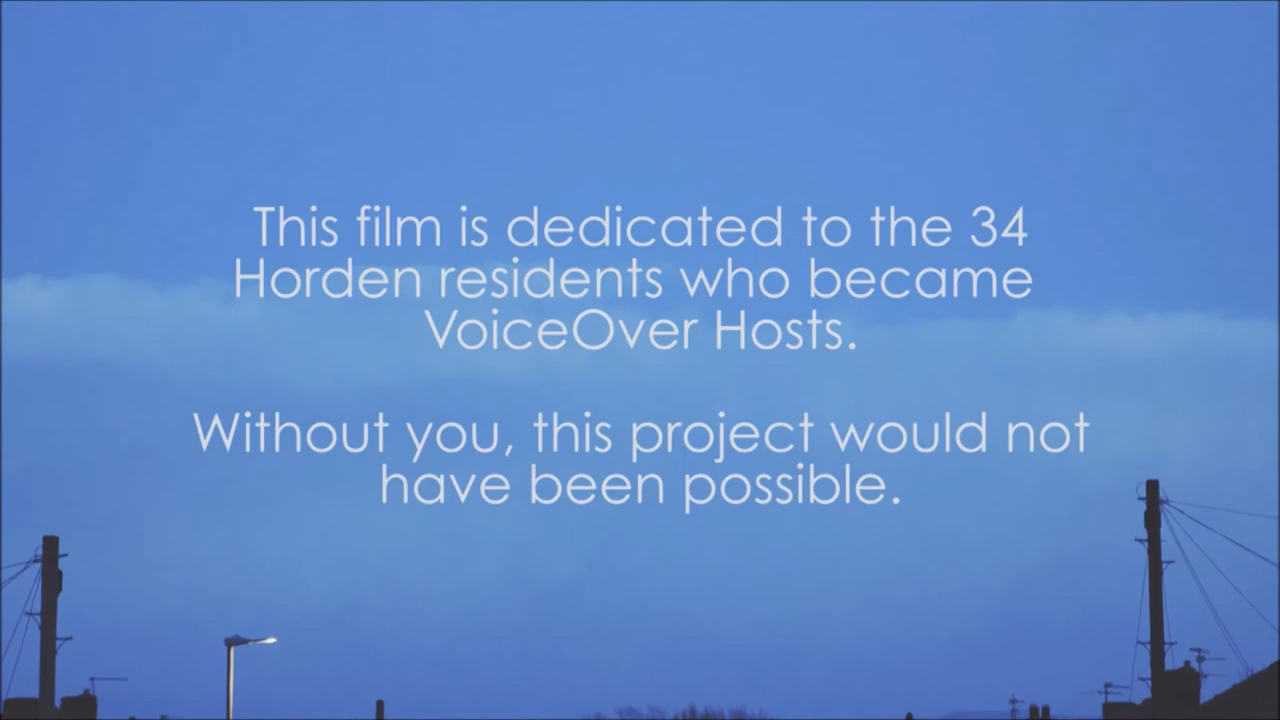 This film is dedicated to the 34
Horden residents who became
VoiceOver Hosts.
Without you, this project would not
have been possible.